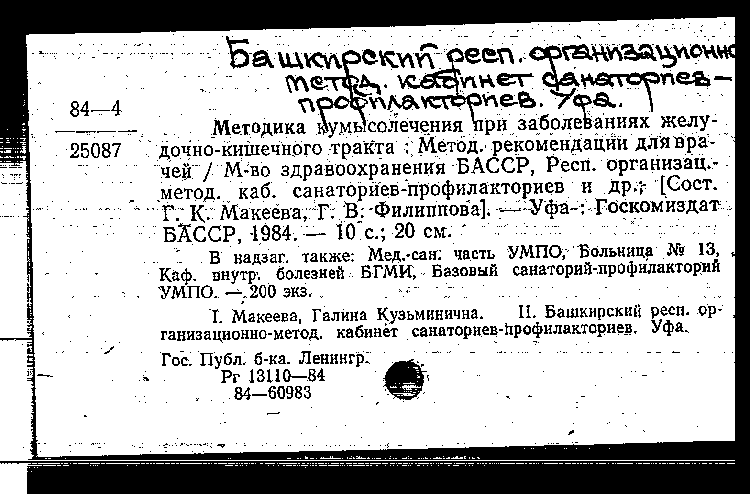 Башкирский респ. организационно
метод. кабинет санаториев-
профилакториев. Уфа.
84—4
25087
Методика кумысолечения при заболеваниях желу-
дочно-кишечного тракта : Метод. рекомендации для вра-
чей / М-во здравоохранения БАССР, Респ. организац.-
метод. каб. санаториев-профилакториев и др.; [Сост.
Г. К. Макеева, Г. В. Филиппова]. — Уфа : Госкомиздат
БАССР, 1984. — 10 с.; 20 см.
В надзаг. также: Мед.-сан. часть УМПО, Больница № 13,
Каф. внутр. болезней БГМИ, Базовый санаторий-профилакторий
УМПО. — 200 экз.
I. Макеева, Галина Кузьминична. II. Башкирский респ. ор-
ганизационно-метод. кабинет санаториев-профилакториев. Уфа.
Гос. Публ. б-ка. Ленингр.
Рг 13110—84
84—60983